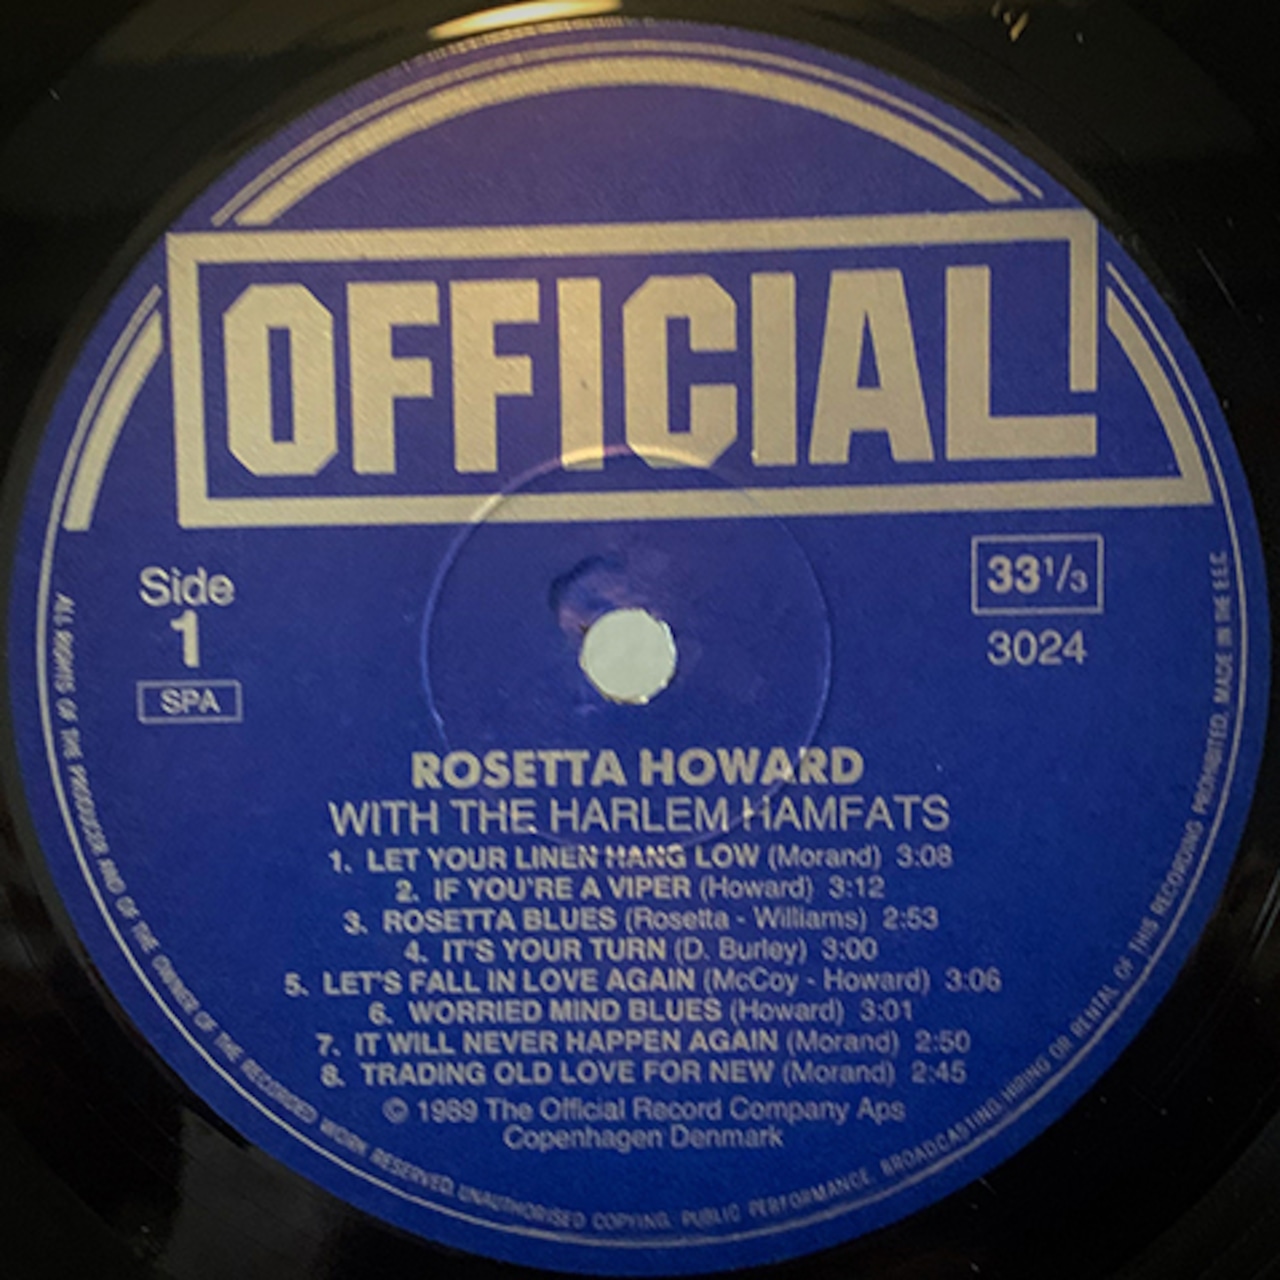 OFFICIAL
Side
1
SPA
33 1/3
3024
ROSETTA HOWARD
WITH THE HARLEM HAMFATS
1. LET YOUR LINEN HANG LOW (Morand) 3:08
2. IF YOU'RE A VIPER (Howard) 3:12
3. ROSETTA BLUES (Rosetta - Williams) 2:53
4. IT'S YOUR TURN (D. Burley) 3:00
5. LET'S FALL IN LOVE AGAIN (McCoy - Howard) 3:06
6. WORRIED MIND BLUES (Howard) 3:01
7. IT WILL NEVER HAPPEN AGAIN (Morand) 2:50
8. TRADING OLD LOVE FOR NEW (Morand) 2:45
© 1989 The Official Record Company Aps
Copenhagen Denmark
ALL RIGHTS OF THE PRODUCER AND OF THE OWNER OF THE RECORDED WORK RESERVED. UNAUTHORISED COPYING, PUBLIC PERFORMANCE, BROADCASTING, HIRING OR RENTAL OF THIS RECORDING PROHIBITED. MADE IN THE E.E.C.